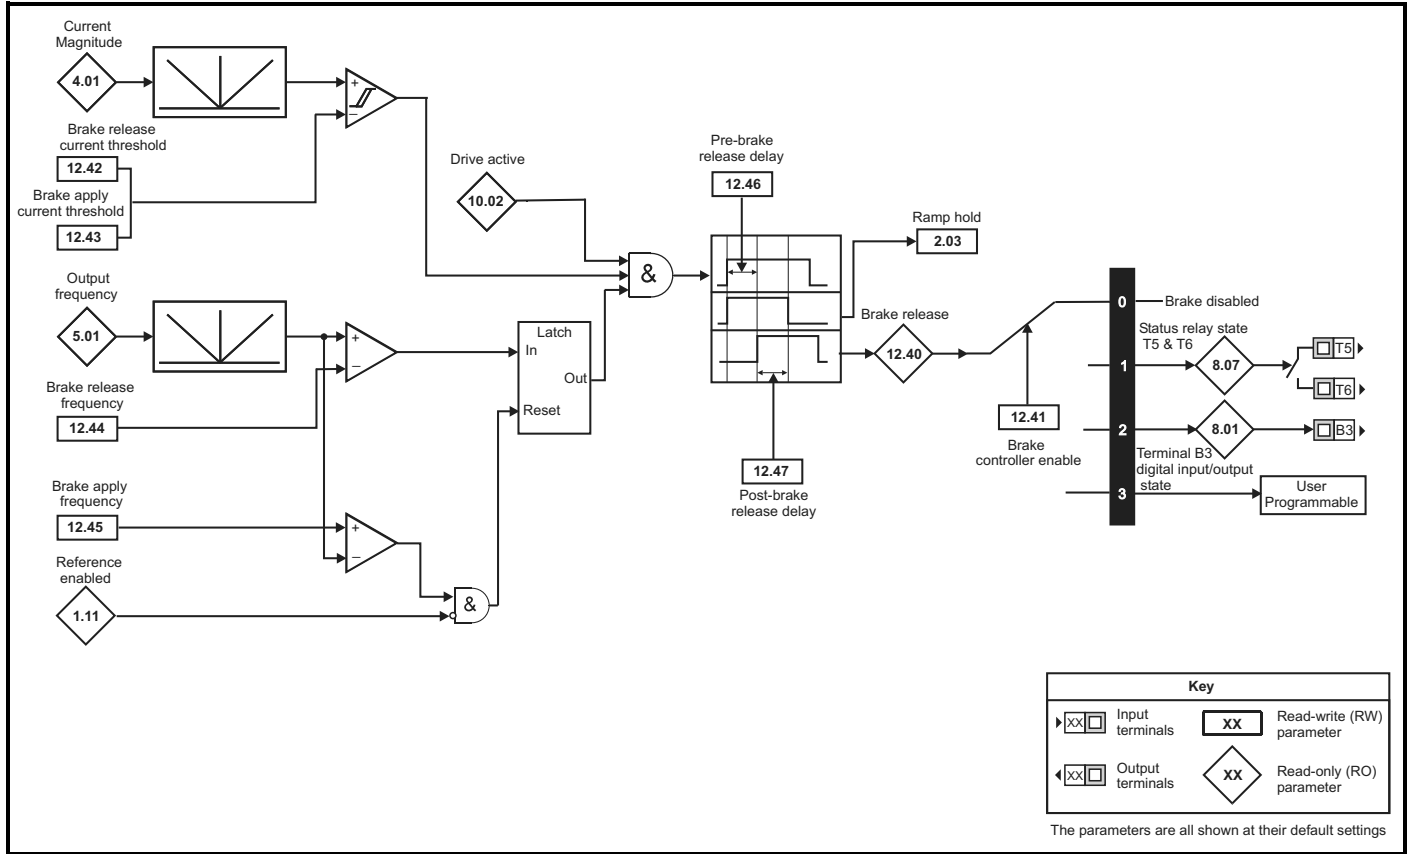 Current
Magnitude
4.01
+
−
Brake release
current threshold
12.42
Brake apply
current threshold
12.43
Output
frequency
5.01
+
−
Brake release
frequency
12.44
Brake apply
frequency
12.45
+
−
Reference
enabled
1.11
&
Drive active
10.02
&
Latch
In
Out
Reset
Pre-brake
release delay
12.46
12.47
Post-brake
release delay
Ramp hold
2.03
Brake release
12.40
12.41
Brake
controller enable
0
Brake disabled
1
Status relay state
T5 & T6
8.07
T5
T6
2
8.01
B3
Terminal B3
digital input/output
state
3
User
Programmable
Key
XX
Input
terminals
XX
Read-write (RW)
parameter
XX
Output
terminals
XX
Read-only (RO)
parameter
The parameters are all shown at their default settings